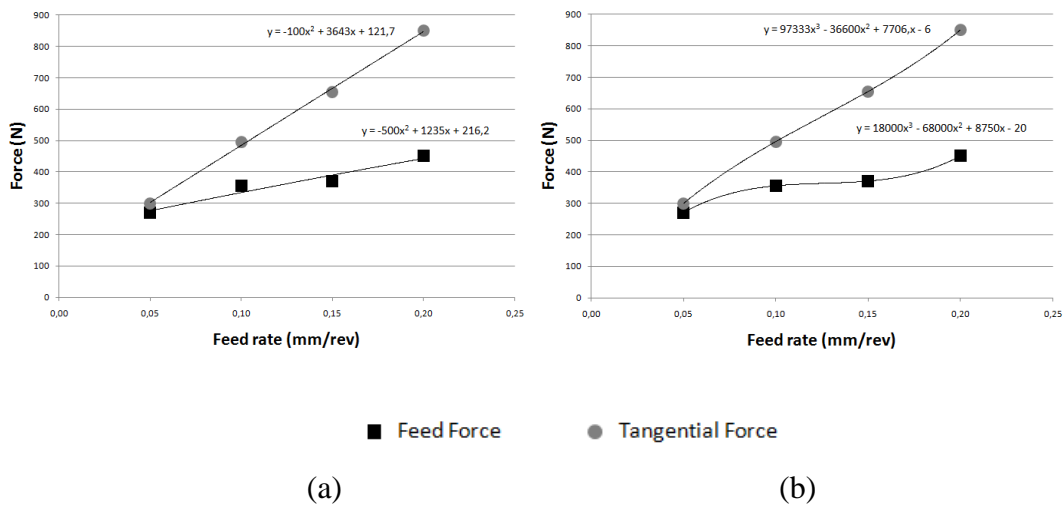 900
800
700
600
500
400
300
200
100
0
Force (N)
y = -100x² + 3643x + 121,7
y = -500x² + 1235x + 216,2
0,00 0,05 0,10 0,15 0,20 0,25
Feed rate (mm/rev)
900
800
700
600
500
400
300
200
100
0
Force (N)
y = 97333x³ - 36600x² + 7706,x - 6
y = 18000x³ - 68000x² + 8750x - 20
0,00 0,05 0,10 0,15 0,20 0,25
Feed rate (mm/rev)
Feed Force Tangential Force
(a) (b)